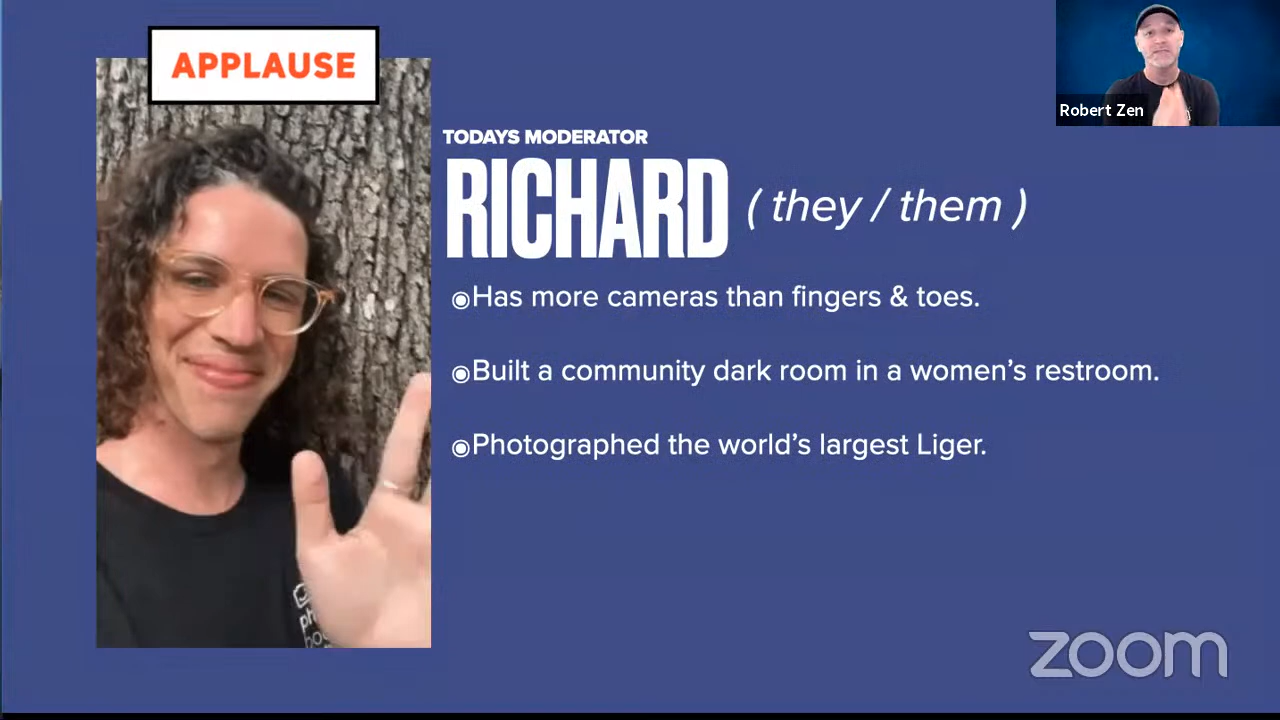 APPLAUSE
Robert Zen
TODAYS MODERATOR
RICHARD ( they / them )
◉Has more cameras than fingers & toes.
◉Built a community dark room in a women’s restroom.
◉Photographed the world’s largest Liger.
zoom